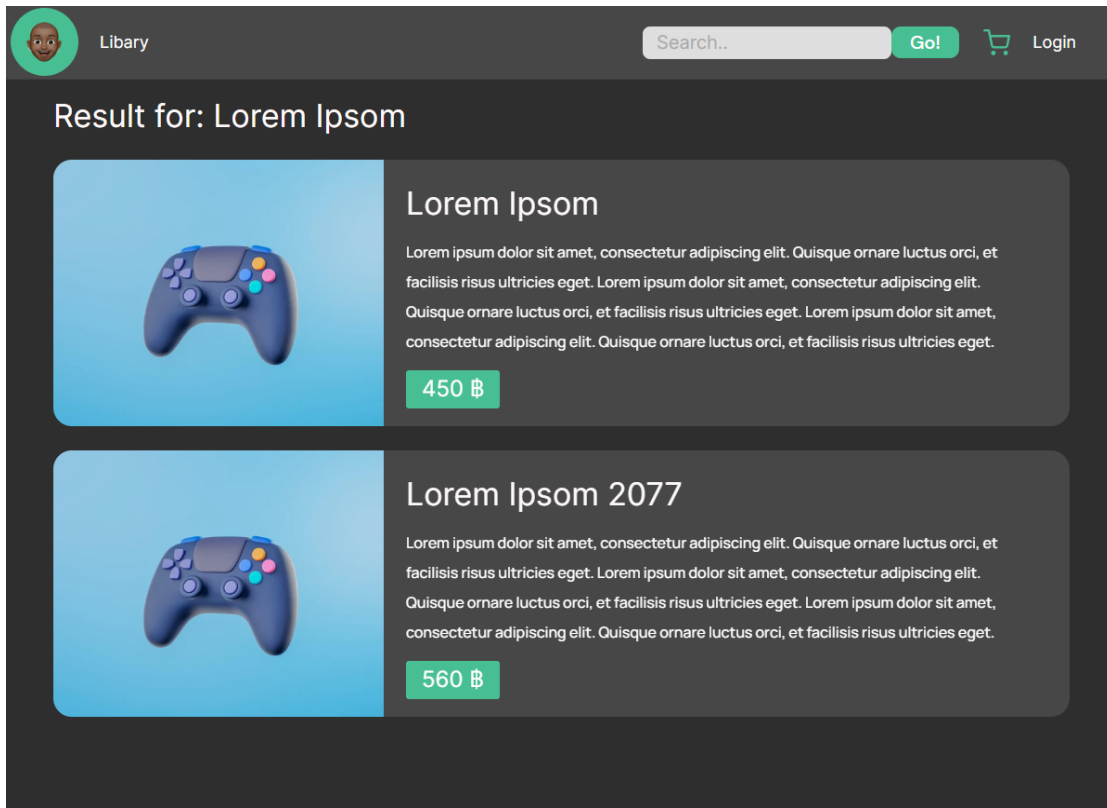 Libary
Search..
Go!
Login
Result for: Lorem Ipsom
Lorem Ipsom
Lorem ipsum dolor sit amet, consectetur adipiscing elit. Quisque ornare luctus orci, et
facilisis risus ultricies eget. Lorem ipsum dolor sit amet, consectetur adipiscing elit.
Quisque ornare luctus orci, et facilisis risus ultricies eget. Lorem ipsum dolor sit amet,
consectetur adipiscing elit. Quisque ornare luctus orci, et facilisis risus ultricies eget.
450 ฿
Lorem Ipsom 2077
Lorem ipsum dolor sit amet, consectetur adipiscing elit. Quisque ornare luctus orci, et
facilisis risus ultricies eget. Lorem ipsum dolor sit amet, consectetur adipiscing elit.
Quisque ornare luctus orci, et facilisis risus ultricies eget. Lorem ipsum dolor sit amet,
consectetur adipiscing elit. Quisque ornare luctus orci, et facilisis risus ultricies eget.
560 ฿